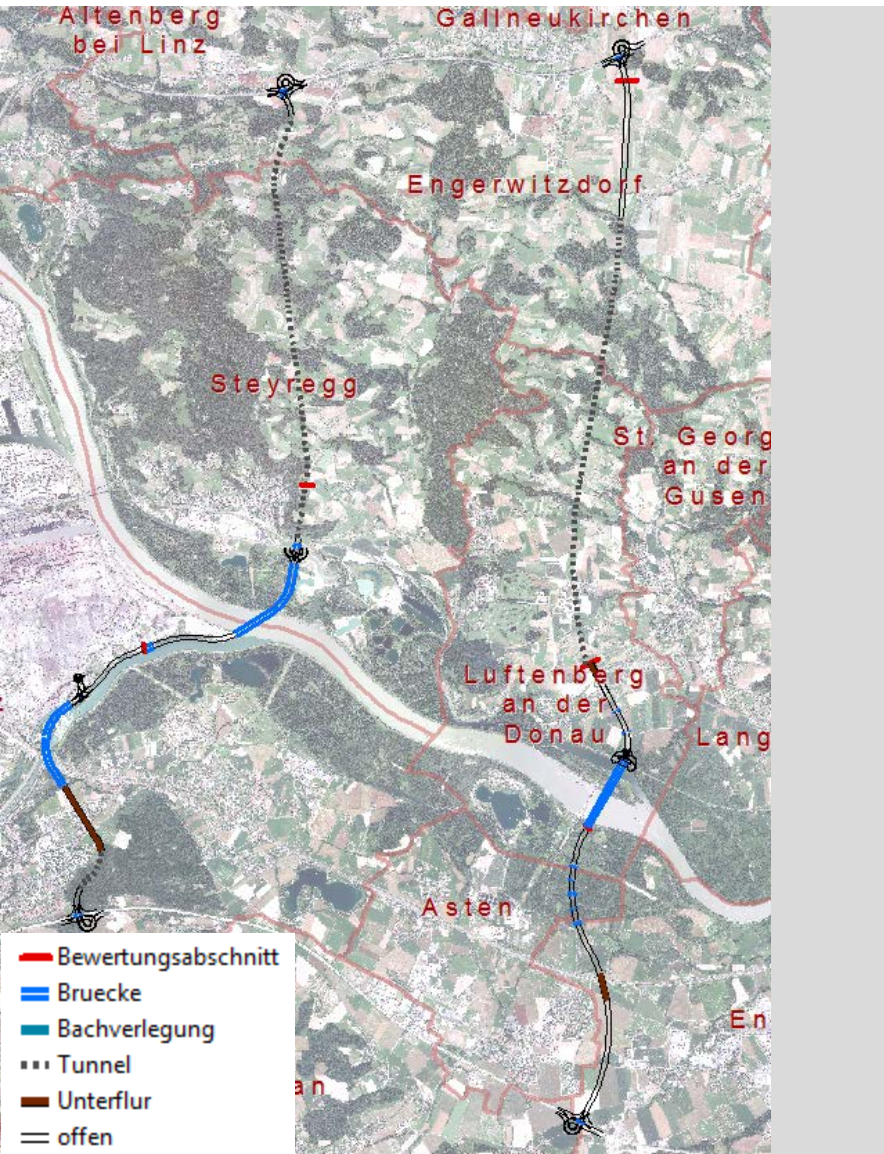 Altenberg
bei Linz
Gallneukirchen
Engerwitzdorf
Steyregg
St. Georg
an der
Gusen
Luftenberg
an der
Donau
Lang
Asten
En
an
Bewertungsabschnitt
Bruecke
Bachverlegung
Tunnel
Unterflur
offen